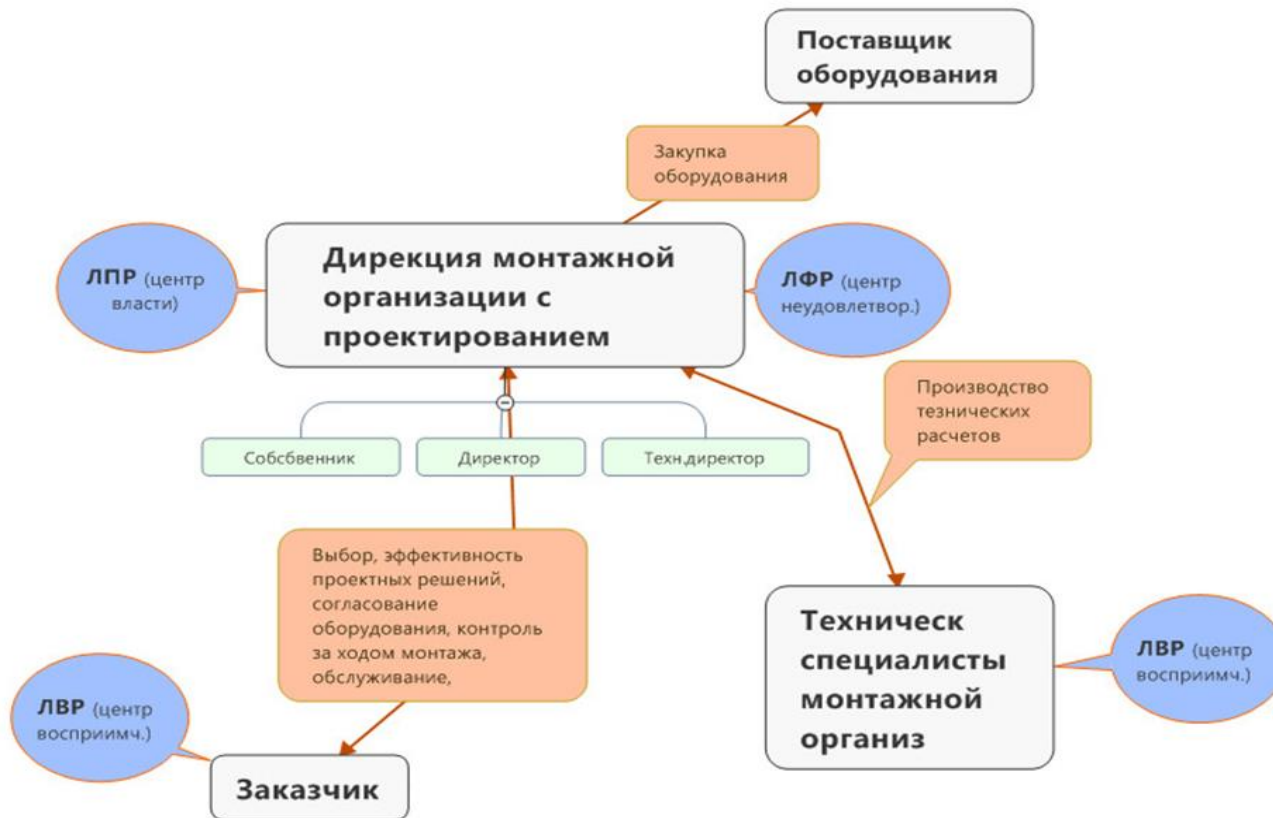 Поставщик
оборудования
Закупка
оборудования
ЛПР (центр
власти)
Дирекция монтажной
организации с
проектированием
ЛФР (центр
неудовлетвор.)
Производство
тезнических
расчетов
Собсбвенник
Директор
Техн.директор
Выбор, эффективность
проектных решений,
согласование
оборудования, контроль
за ходом монтажа,
обслуживание,
Техническ
специалисты
монтажной
организ
ЛВР (центр
восприимч.)
ЛВР (центр
восприимч.)
Заказчик